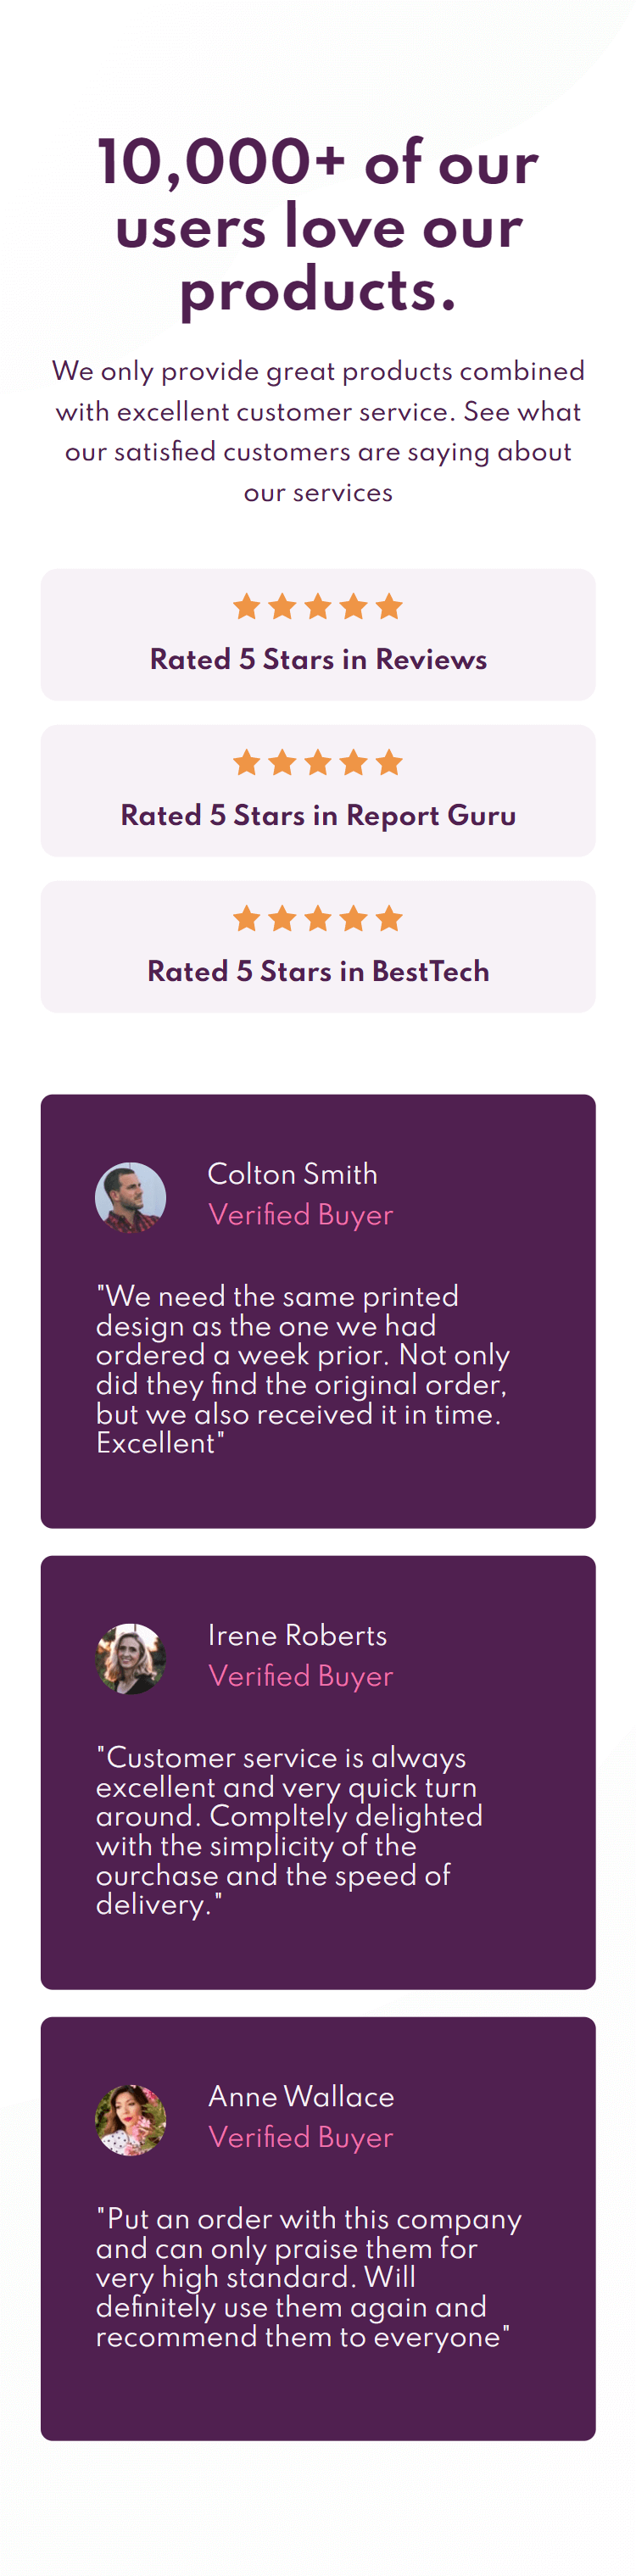 10,000+ of our
users love our
products.
We only provide great products combined
with excellent customer service. See what
our satisfied customers are saying about
our services
Rated 5 Stars in Reviews
Rated 5 Stars in Report Guru
Rated 5 Stars in BestTech
Colton Smith
Verified Buyer
"We need the same printed
design as the one we had
ordered a week prior. Not only
did they find the original order,
but we also received it in time.
Excellent"
Irene Roberts
Verified Buyer
"Customer service is always
excellent and very quick turn
around. Compltely delighted
with the simplicity of the
ourchase and the speed of
delivery."
Anne Wallace
Verified Buyer
"Put an order with this company
and can only praise them for
very high standard. Will
definitely use them again and
recommend them to everyone"